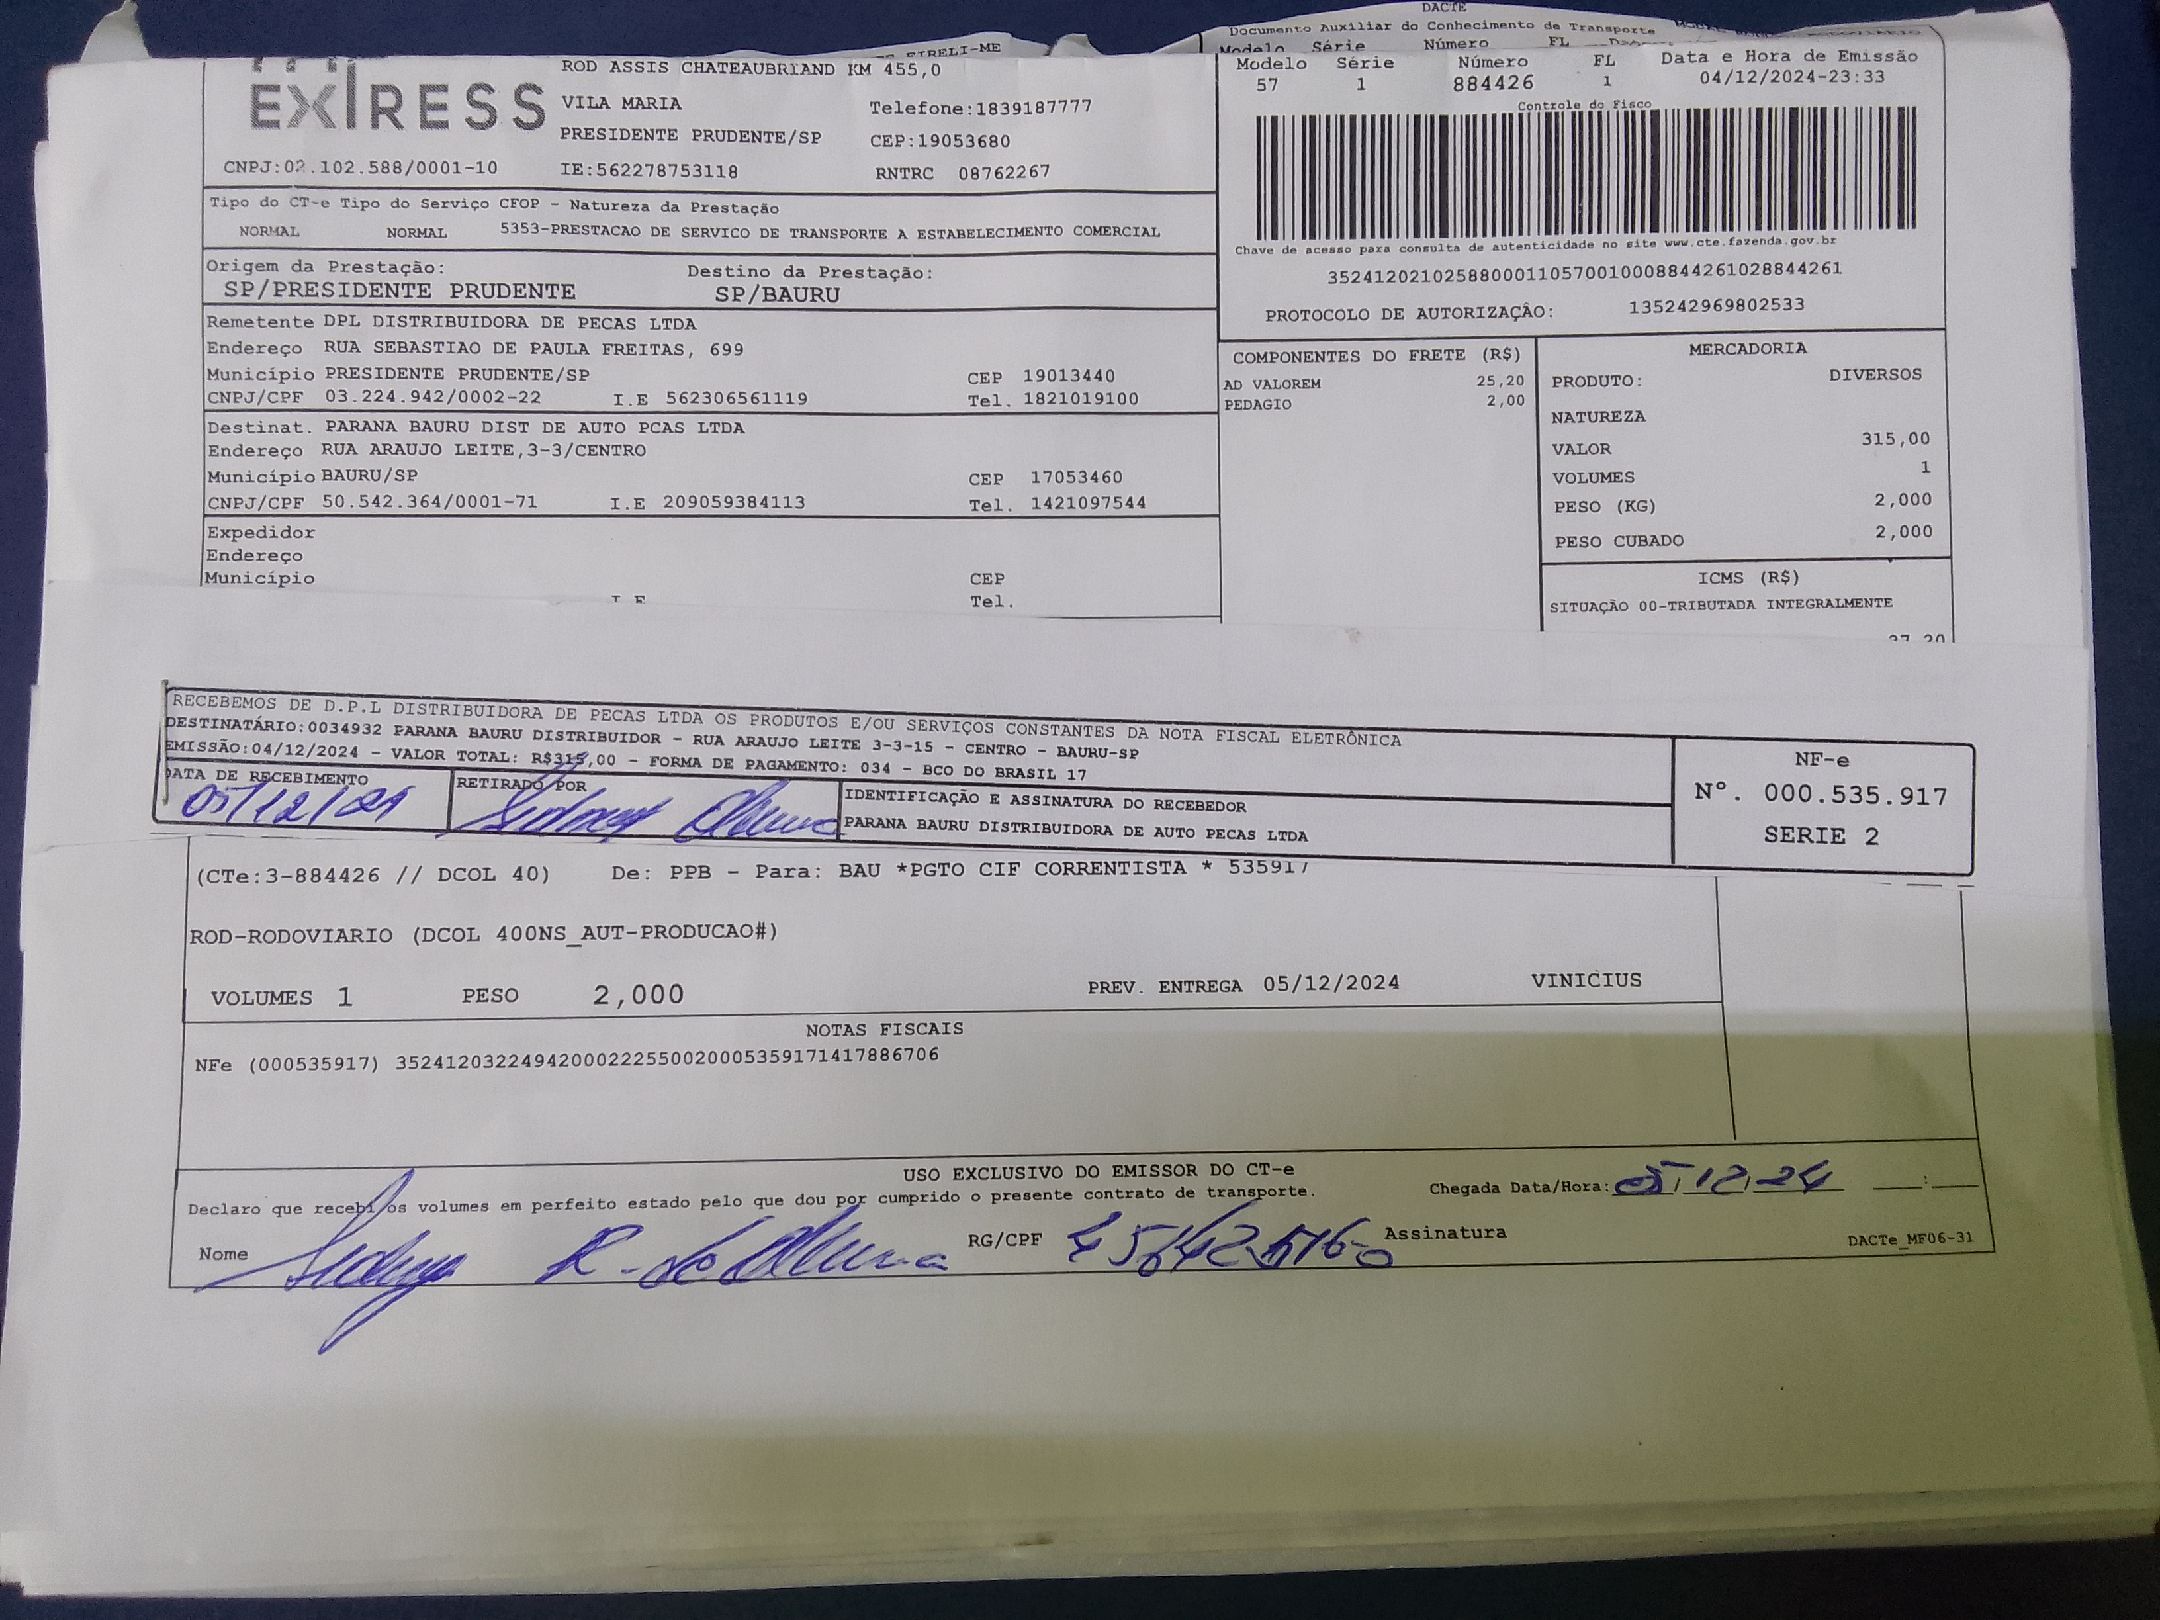 DACTE
Documento Auxiliar do Conhecimento de Transporte
EIRELI-ME
Modelo Série Número FL
ROD ASSIS CHATEAUBRIAND KM 455,0
Modelo Série Número FL Data e Hora de Emissão
57 1 884426 1 04/12/2024-23:33
EXPRESS
VILA MARIA Telefone:1839187777
Controle do Fisco
PRESIDENTE PRUDENTE/SP CEP:19053680
CNPJ:02.102.588/0001-10 IE:562278753118 RNTRC 08762267
Tipo do CT-e Tipo do Serviço CFOP - Natureza da Prestação
NORMAL NORMAL 5353-PRESTACAO DE SERVICO DE TRANSPORTE A ESTABELECIMENTO COMERCIAL
Chave de acesso para consulta de autenticidade no site www.cte.fazenda.gov.br
35241202102588000110570010008844261028844261
Origem da Prestação: Destino da Prestação:
SP/PRESIDENTE PRUDENTE SP/BAURU
PROTOCOLO DE AUTORIZAÇÂO: 135242969802533
Remetente DPL DISTRIBUIDORA DE PECAS LTDA
Endereço RUA SEBASTIAO DE PAULA FREITAS, 699
Município PRESIDENTE PRUDENTE/SP CEP 19013440
CNPJ/CPF 03.224.942/0002-22 I.E 562306561119 Tel. 1821019100
COMPONENTES DO FRETE (R$)
AD VALOREM 25,20
PEDAGIO 2,00
MERCADORIA
PRODUTO: DIVERSOS
NATUREZA
VALOR 315,00
VOLUMES 1
PESO (KG) 2,000
PESO CUBADO 2,000
Destinat. PARANA BAURU DIST DE AUTO PCAS LTDA
Endereço RUA ARAUJO LEITE,3-3/CENTRO
Município BAURU/SP CEP 17053460
CNPJ/CPF 50.542.364/0001-71 I.E 209059384113 Tel. 1421097544
Expedidor
Endereço
Município CEP
I.E Tel.
ICMS (R$)
SITUAÇÃO 00-TRIBUTADA INTEGRALMENTE
27,20
RECEBEMOS DE D.P.L DISTRIBUIDORA DE PECAS LTDA OS PRODUTOS E/OU SERVIÇOS CONSTANTES DA NOTA FISCAL ELETRÔNICA
DESTINATÁRIO:0034932 PARANA BAURU DISTRIBUIDOR - RUA ARAUJO LEITE 3-3-15 - CENTRO - BAURU-SP
EMISSÃO:04/12/2024 - VALOR TOTAL: R$315,00 - FORMA DE PAGAMENTO: 034 - BCO DO BRASIL 17
DATA DE RECEBIMENTO RETIRADO POR IDENTIFICAÇÃO E ASSINATURA DO RECEBEDOR
05/12/24 PARANA BAURU DISTRIBUIDORA DE AUTO PECAS LTDA
NF-e
Nº. 000.535.917
SERIE 2
(CTe:3-884426 // DCOL 40) De: PPB - Para: BAU *PGTO CIF CORRENTISTA * 535917
ROD-RODOVIARIO (DCOL 400NS_AUT-PRODUCAO#)
VOLUMES 1 PESO 2,000 PREV. ENTREGA 05/12/2024 VINICIUS
NOTAS FISCAIS
NFe (000535917) 35241203224942000222550020005359171417886706
USO EXCLUSIVO DO EMISSOR DO CT-e
Declaro que recebi os volumes em perfeito estado pelo que dou por cumprido o presente contrato de transporte.
Chegada Data/Hora: 05,12,24 __:__
Nome RG/CPF Assinatura
DACTe_MF06-31